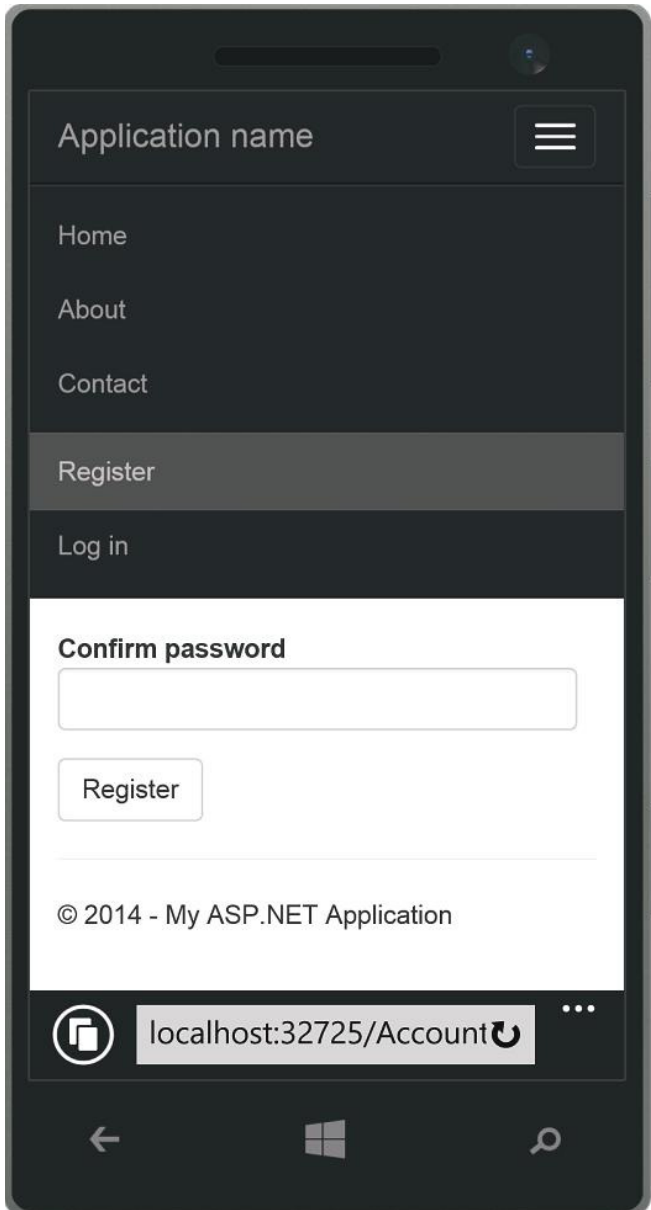 Application name
Home
About
Contact
Register
Log in
Confirm password
Register
© 2014 - My ASP.NET Application
localhost:32725/Account